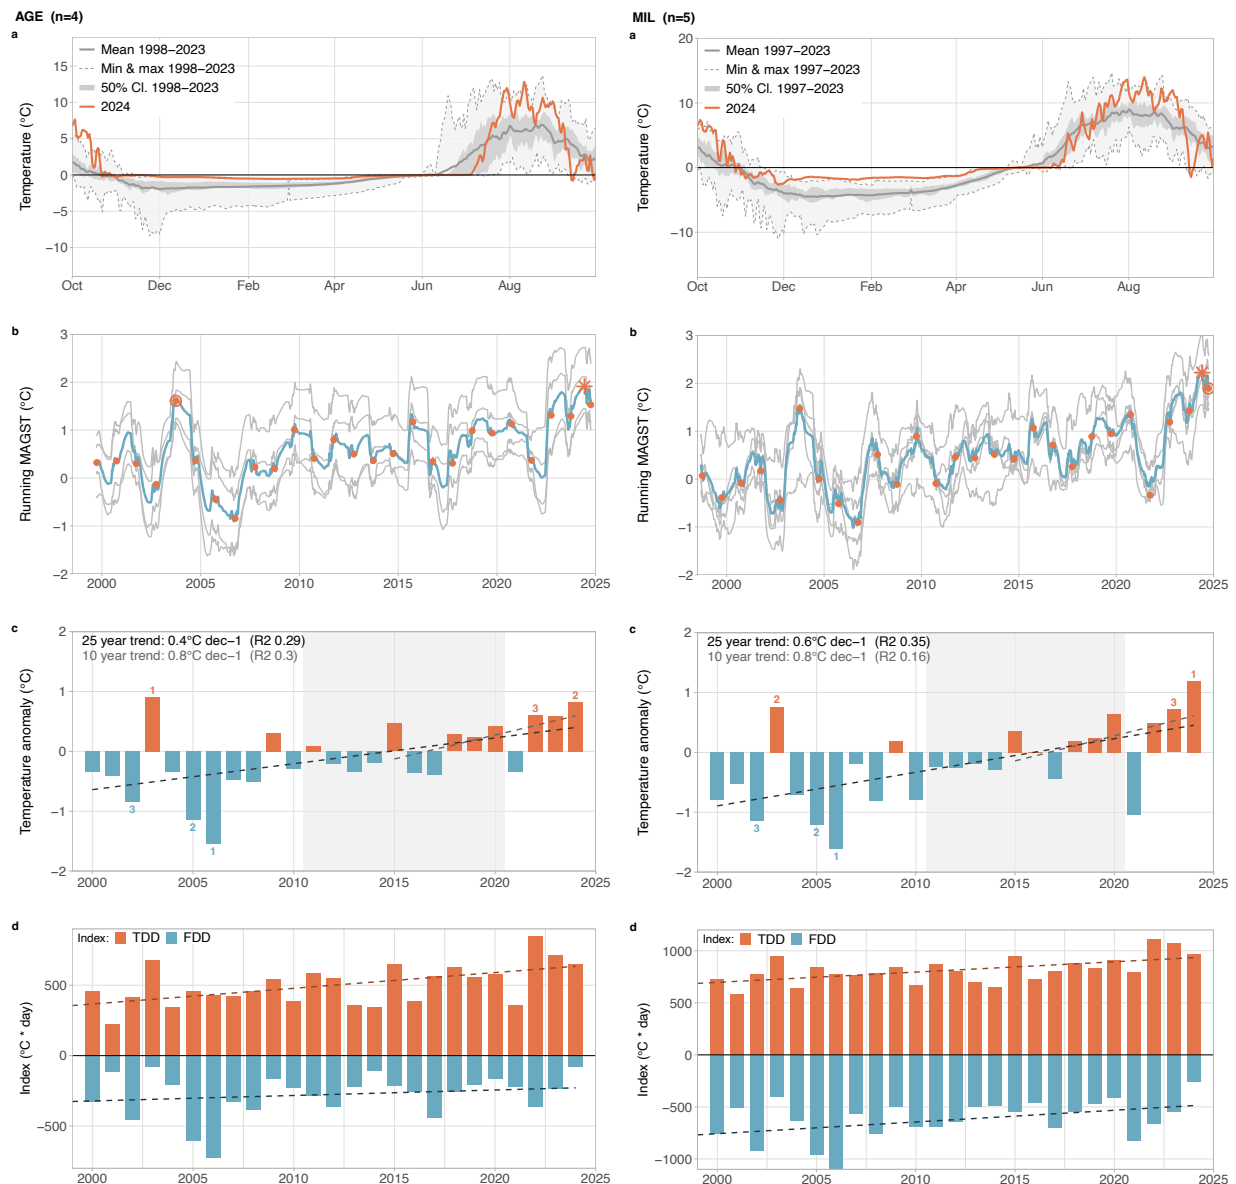 AGE (n=4)
a
Mean 1998−2023
Min & max 1998−2023
50% CI. 1998−2023
2024
Temperature (°C)
15
10
5
0
−5
−10
Oct Dec Feb Apr Jun Aug
b
Running MAGST (°C)
3
2
1
0
−1
−2
2000 2005 2010 2015 2020 2025
c
25 year trend: 0.4°C dec−1 (R2 0.29)
10 year trend: 0.8°C dec−1 (R2 0.3)
Temperature anomaly (°C)
2
1
0
−1
−2
1
3
2
1
3
2
2000 2005 2010 2015 2020 2025
d
Index: TDD FDD
Index (°C * day)
500
0
−500
2000 2005 2010 2015 2020 2025
MIL (n=5)
a
Mean 1997−2023
Min & max 1997−2023
50% CI. 1997−2023
2024
Temperature (°C)
20
10
0
−10
Oct Dec Feb Apr Jun Aug
b
Running MAGST (°C)
3
2
1
0
−1
−2
2000 2005 2010 2015 2020 2025
c
25 year trend: 0.6°C dec−1 (R2 0.35)
10 year trend: 0.8°C dec−1 (R2 0.16)
Temperature anomaly (°C)
2
1
0
−1
−2
2
3
2
1
3
1
2000 2005 2010 2015 2020 2025
d
Index: TDD FDD
Index (°C * day)
1000
500
0
−500
−1000
2000 2005 2010 2015 2020 2025